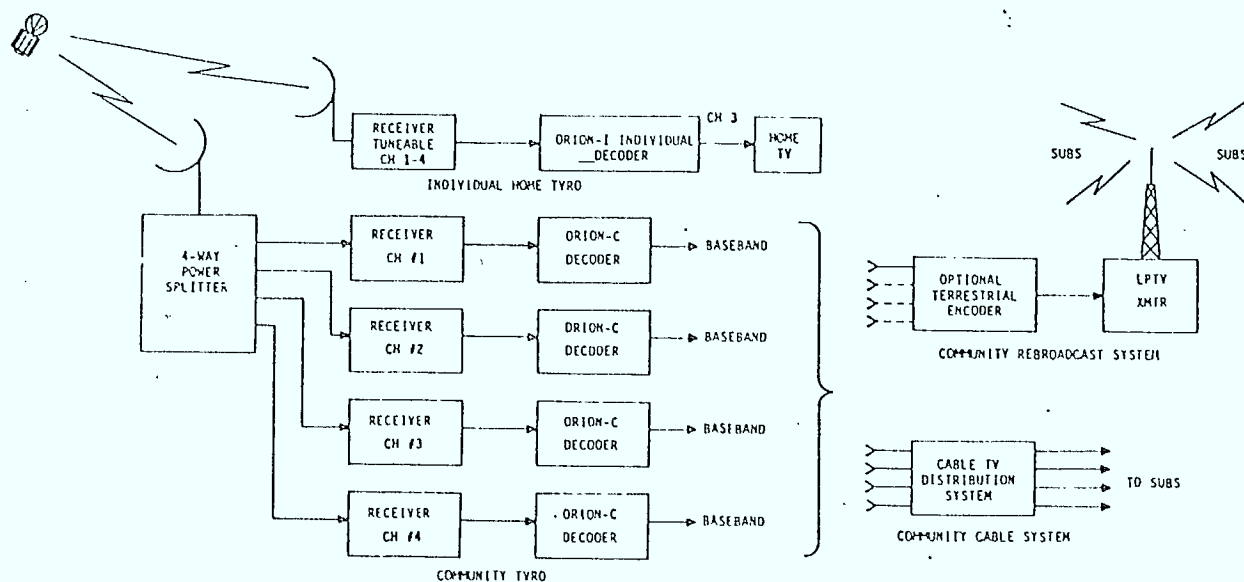 CH 3
RECEIVER
TUNEABLE
CH 1-4
ORION-I INDIVIDUAL
DECODER
HOME
TV
INDIVIDUAL HOME TVRO
4-WAY
POWER
SPLITTER
RECEIVER
CH #1
ORION-C
DECODER
BASEBAND
RECEIVER
CH #2
ORION-C
DECODER
BASEBAND
RECEIVER
CH #3
ORION-C
DECODER
BASEBAND
RECEIVER
CH #4
ORION-C
DECODER
BASEBAND
COMMUNITY TVRO
SUBS
SUBS
OPTIONAL
TERRESTRIAL
ENCODER
LPTV
XMTR
COMMUNITY REBROADCAST SYSTEM
CABLE TV
DISTRIBUTION
SYSTEM
TO SUBS
COMMUNITY CABLE SYSTEM